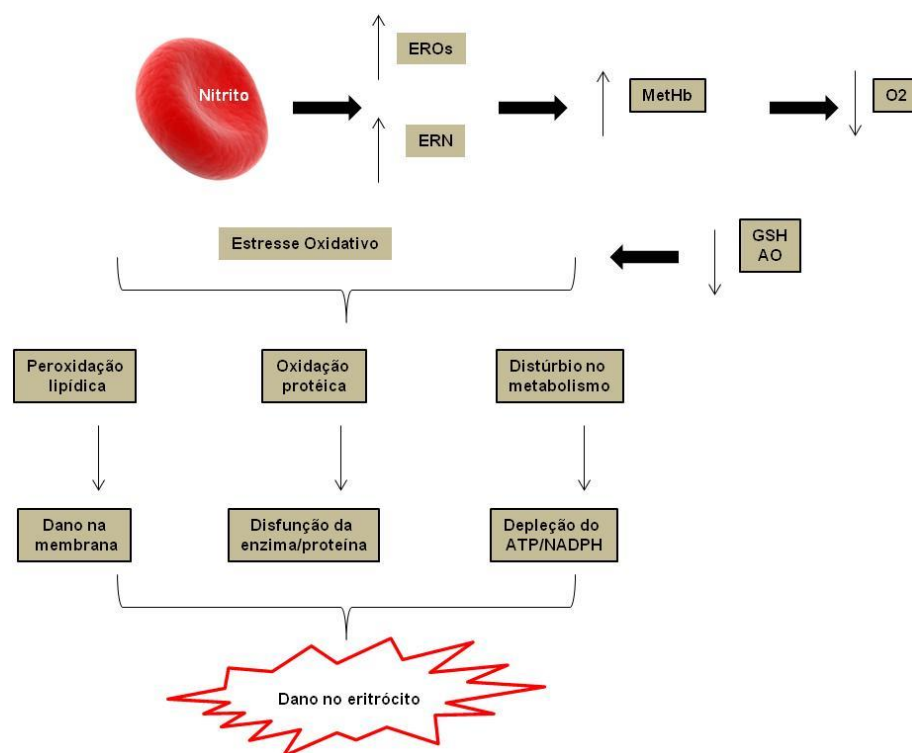 EROs
Nitrito
MetHb
O2
ERN
Estresse Oxidativo
GSH
AO
Peroxidação
lipídica
Oxidação
protéica
Distúrbio no
metabolismo
Dano na
membrana
Disfunção da
enzima/proteína
Depleção do
ATP/NADPH
Dano no eritrócito